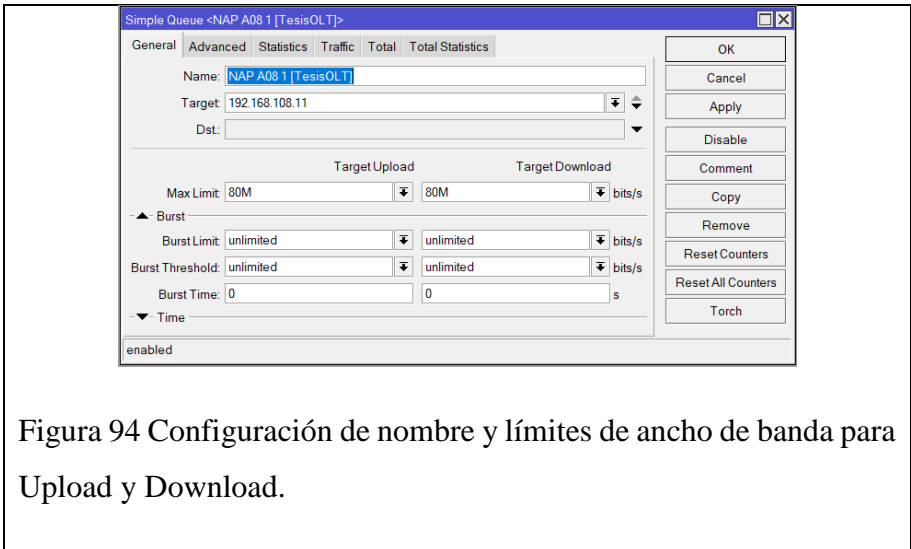 Simple Queue <NAP A08 1 [TesisOLT]>
General Advanced Statistics Traffic Total Total Statistics
Name: NAP A08 1 [TesisOLT]
Target: 192.168.108.11
Dst.:
Target Upload Target Download
Max Limit: 80M 80M bits/s
Burst
Burst Limit: unlimited unlimited bits/s
Burst Threshold: unlimited unlimited bits/s
Burst Time: 0 0 s
Time
enabled
OK
Cancel
Apply
Disable
Comment
Copy
Remove
Reset Counters
Reset All Counters
Torch
Figura 94 Configuración de nombre y límites de ancho de banda para
Upload y Download.